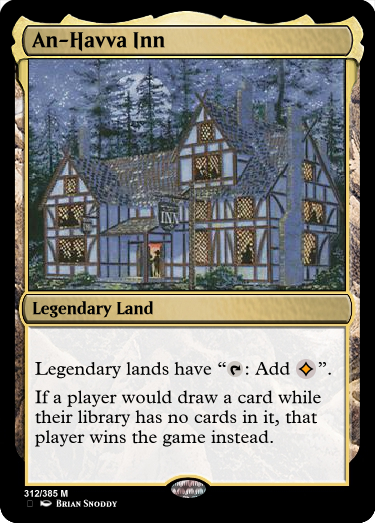 An-Havva Inn
INN
Legendary Land
Legendary lands have “: Add ”.
If a player would draw a card while
their library has no cards in it, that
player wins the game instead.
312/385 M
Brian Snoddy